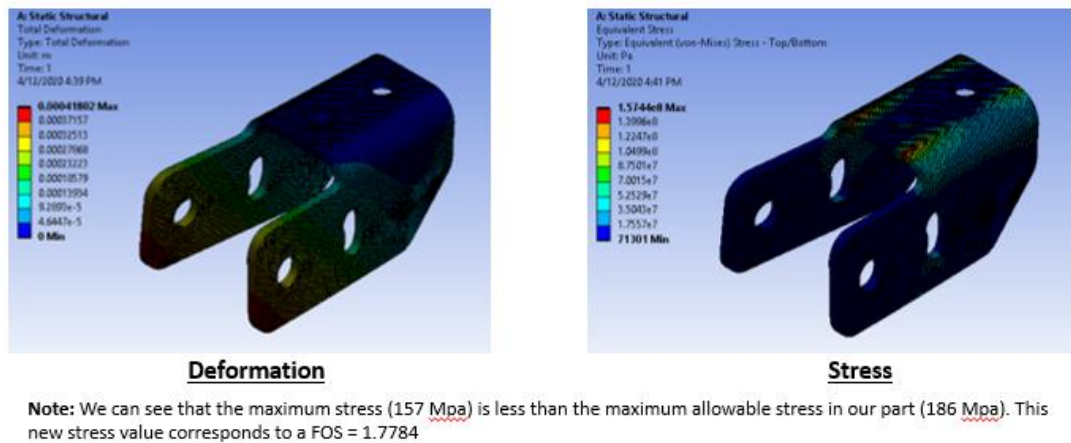 A: Static Structural
Total Deformation
Type: Total Deformation
Unit: m
Time: 1
4/12/2020 4:39 PM
0.00041802 Max
0.00037157
0.00032513
0.00027868
0.00023223
0.00018579
0.00013934
9.2893e-5
4.6447e-5
0 Min
A: Static Structural
Equivalent Stress
Type: Equivalent (von-Mises) Stress - Top/Bottom
Unit: Pa
Time: 1
4/12/2020 4:41 PM
1.5744e8 Max
1.3996e8
1.2247e8
1.0499e8
8.7501e7
7.0015e7
5.2529e7
3.5043e7
1.7557e7
71301 Min
Deformation
Stress
Note: We can see that the maximum stress (157 Mpa) is less than the maximum allowable stress in our part (186 Mpa). This
new stress value corresponds to a FOS = 1.7784